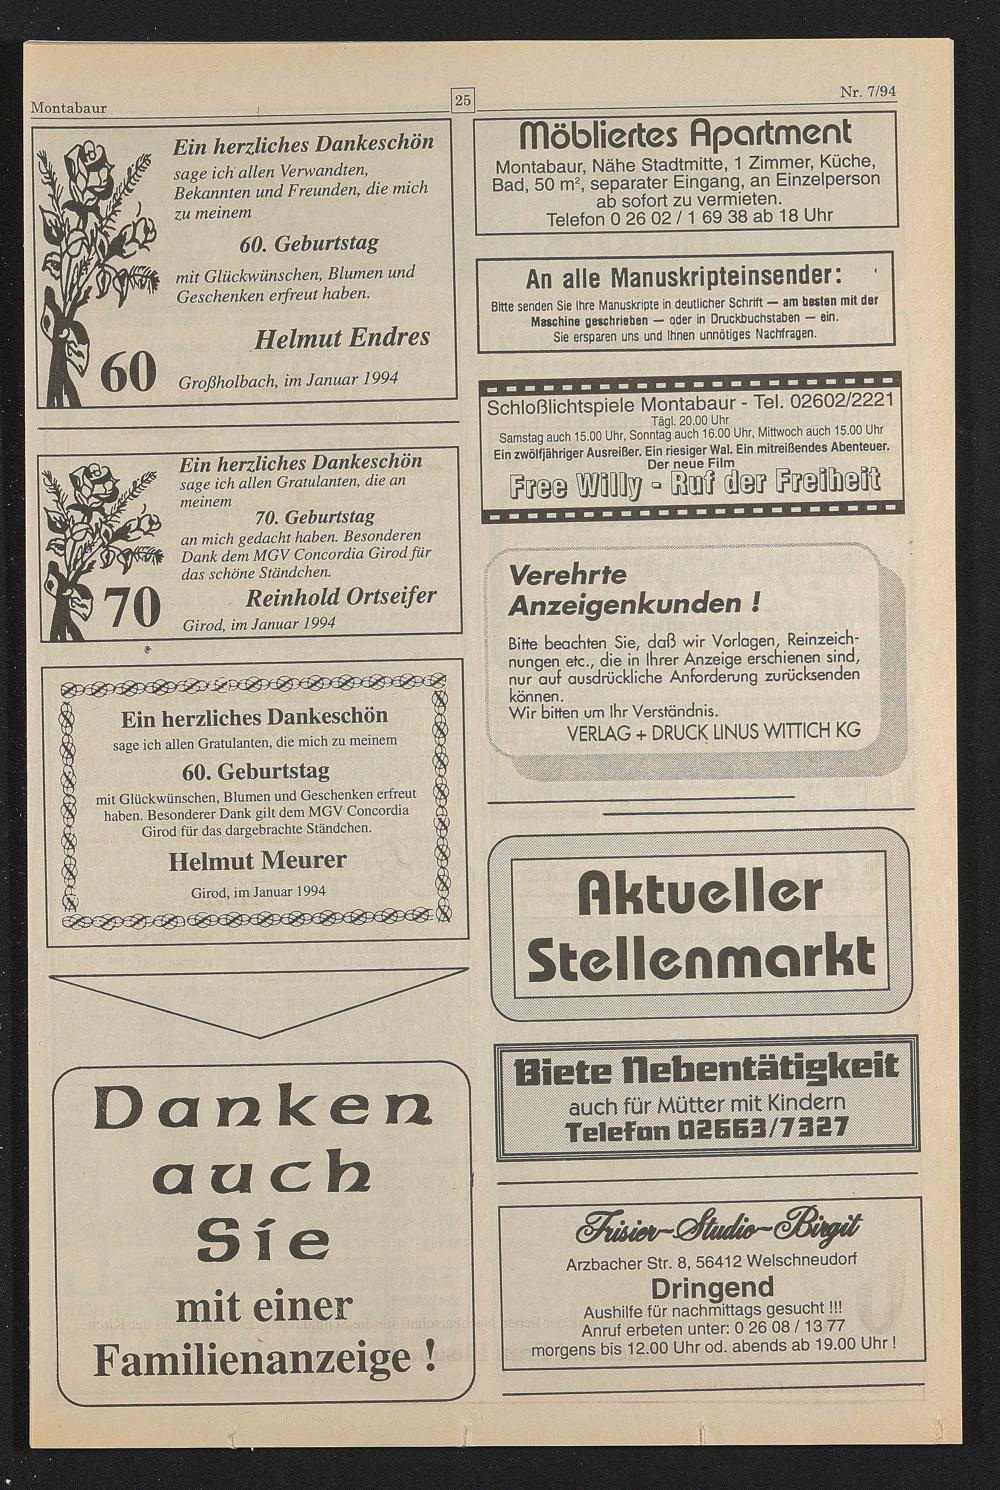 Montabaur
25
Nr. 7/94
Ein herzliches Dankeschön
sage ich allen Verwandten,
Bekannten und Freunden, die mich
zu meinem
60. Geburtstag
mit Glückwünschen, Blumen und
Geschenken erfreut haben.
Helmut Endres
60
Großholbach, im Januar 1994
Ein herzliches Dankeschön
sage ich allen Gratulanten, die an
meinem
70. Geburtstag
an mich gedacht haben. Besonderen
Dank dem MGV Concordia Girod für
das schöne Ständchen.
Reinhold Ortseifer
70
Girod, im Januar 1994
Ein herzliches Dankeschön
sage ich allen Gratulanten, die mich zu meinem
60. Geburtstag
mit Glückwünschen, Blumen und Geschenken erfreut
haben. Besonderer Dank gilt dem MGV Concordia
Girod für das dargebrachte Ständchen.
Helmut Meurer
Girod, im Januar 1994
Danken
auch
Sie
mit einer
Familienanzeige !
Möbliertes Apartment
Montabaur, Nähe Stadtmitte, 1 Zimmer, Küche,
Bad, 50 m², separater Eingang, an Einzelperson
ab sofort zu vermieten.
Telefon 0 26 02 / 1 69 38 ab 18 Uhr
An alle Manuskripteinsender:
Bitte senden Sie Ihre Manuskripte in deutlicher Schrift — am besten mit der
Maschine geschrieben — oder in Druckbuchstaben — ein.
Sie ersparen uns und Ihnen unnötiges Nachfragen.
Schloßlichtspiele Montabaur - Tel. 02602/2221
Tägl. 20.00 Uhr
Samstag auch 15.00 Uhr, Sonntag auch 16.00 Uhr, Mittwoch auch 15.00 Uhr
Ein zwölfjähriger Ausreißer. Ein riesiger Wal. Ein mitreißendes Abenteuer.
Der neue Film
Free Willy - Ruf der Freiheit
Verehrte
Anzeigenkunden !
Bitte beachten Sie, daß wir Vorlagen, Reinzeich-
nungen etc., die in Ihrer Anzeige erschienen sind,
nur auf ausdrückliche Anforderung zurücksenden
können.
Wir bitten um Ihr Verständnis.
VERLAG + DRUCK LINUS WITTICH KG
Aktueller
Stellenmarkt
Biete Nebentätigkeit
auch für Mütter mit Kindern
Telefon 02663/7327
Frisier~Studio~Birgit
Arzbacher Str. 8, 56412 Welschneudorf
Dringend
Aushilfe für nachmittags gesucht !!!
Anruf erbeten unter: 0 26 08 / 13 77
morgens bis 12.00 Uhr od. abends ab 19.00 Uhr !